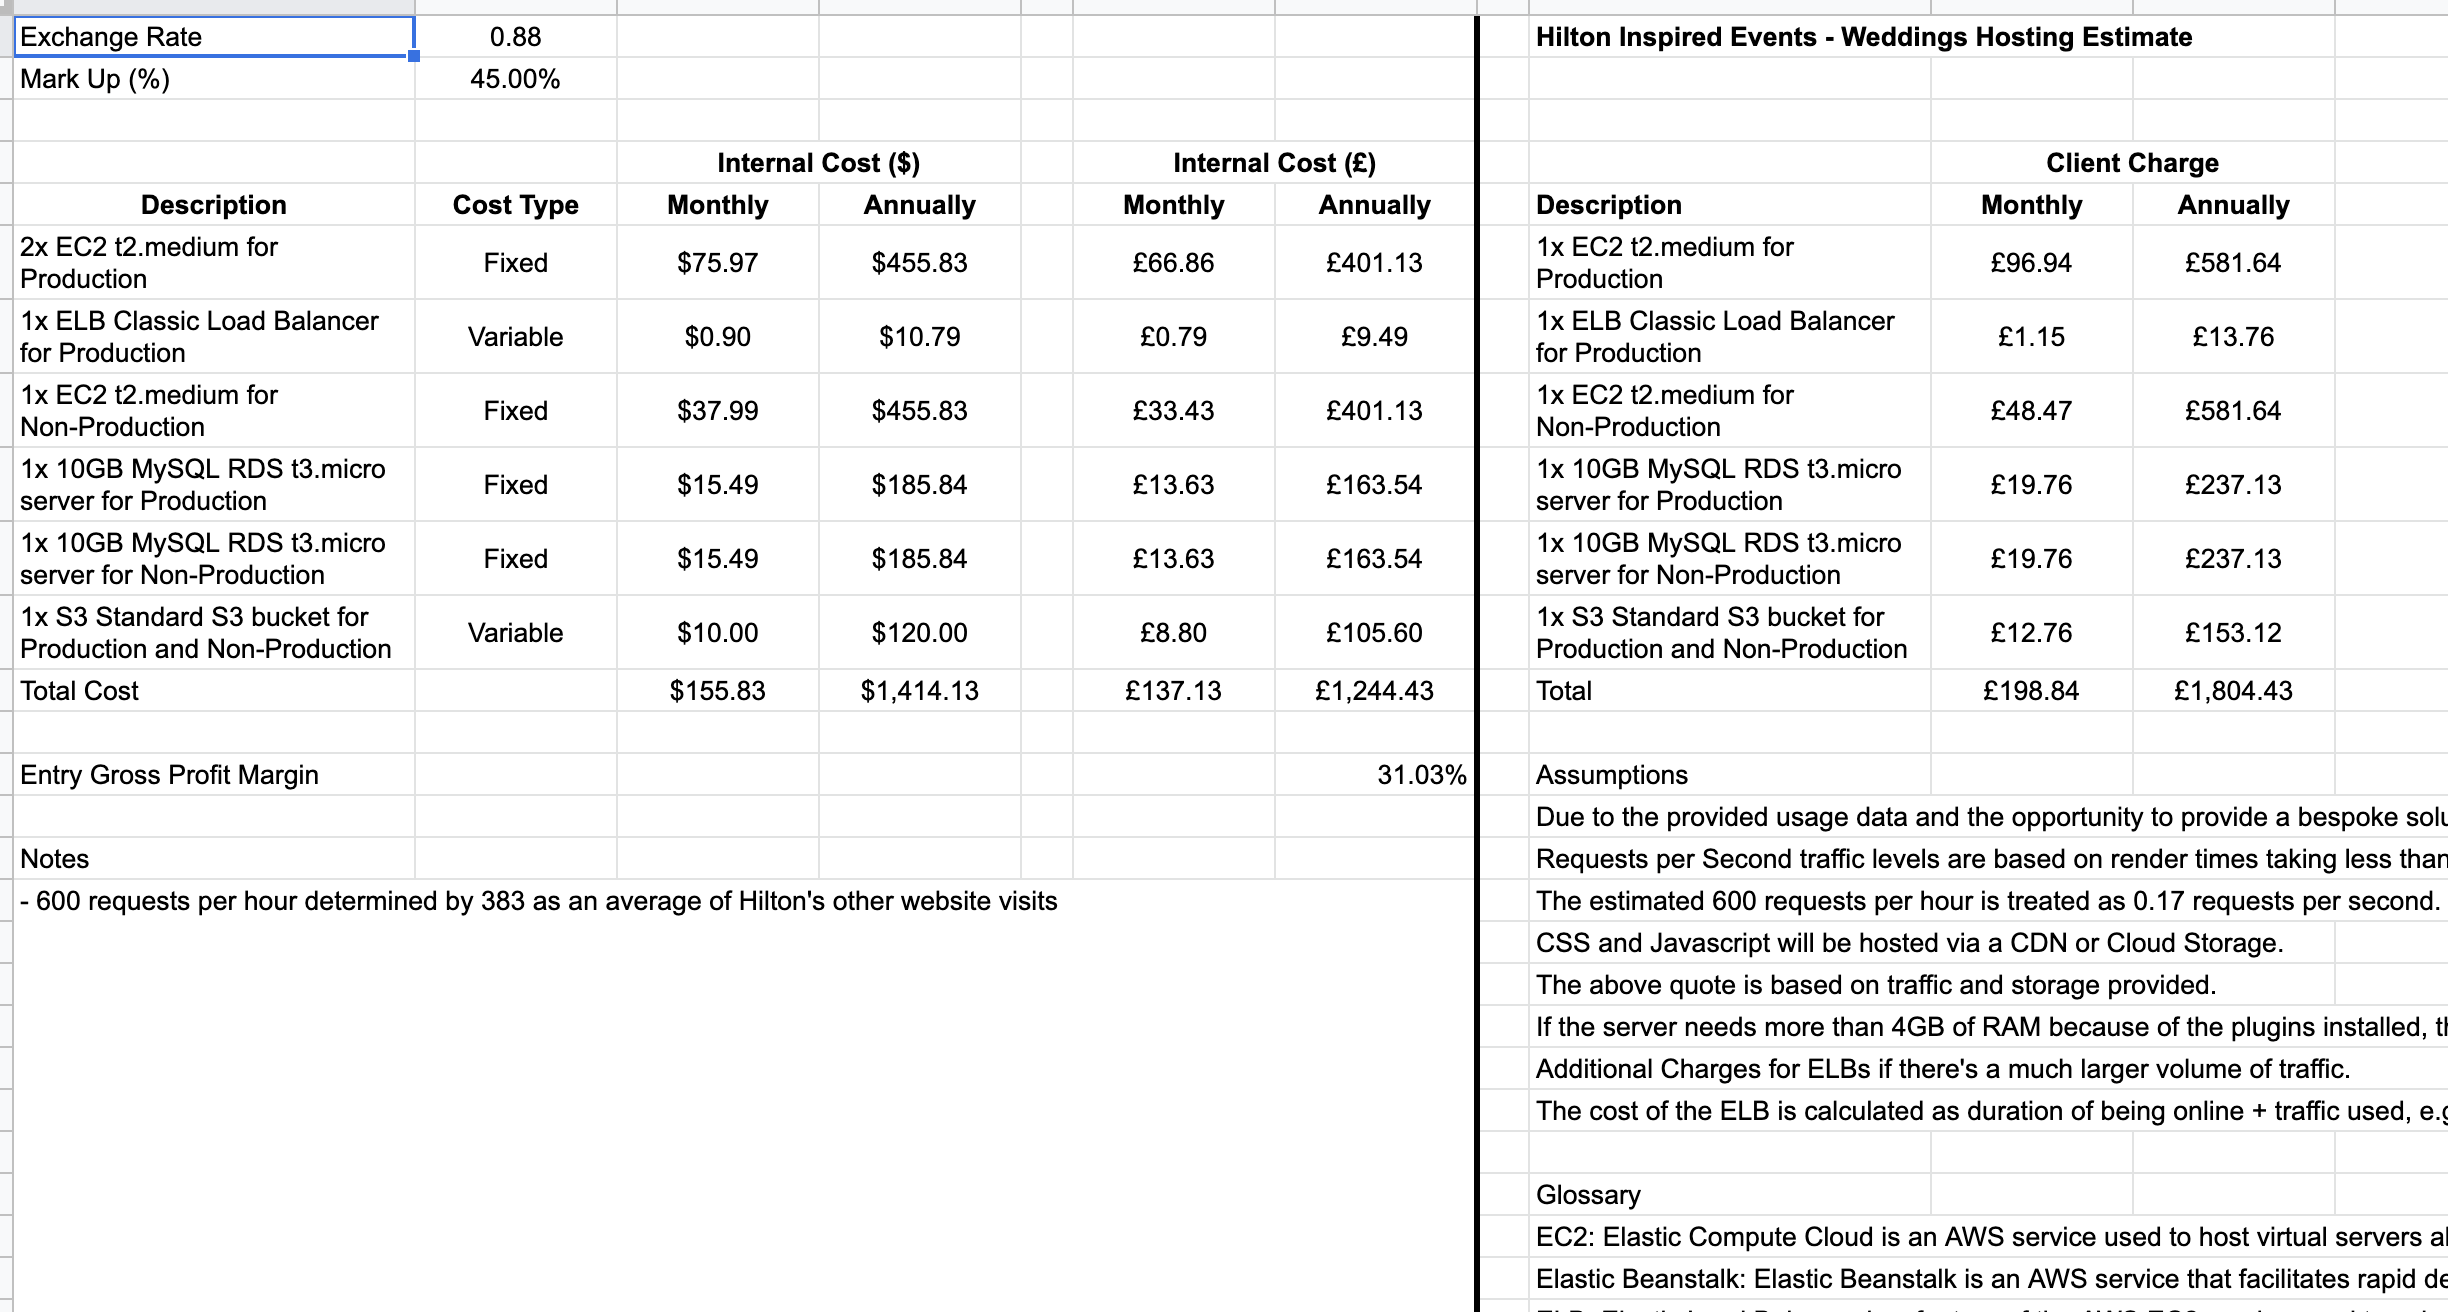 Exchange Rate 0.88 Hilton Inspired Events - Weddings Hosting Estimate
Mark Up (%) 45.00%
Internal Cost ($) Internal Cost (£) Client Charge
Description Cost Type Monthly Annually Monthly Annually Description Monthly Annually
2x EC2 t2.medium for
Production Fixed $75.97 $455.83 £66.86 £401.13
1x EC2 t2.medium for
Production £96.94 £581.64
1x ELB Classic Load Balancer
for Production Variable $0.90 $10.79 £0.79 £9.49
1x ELB Classic Load Balancer
for Production £1.15 £13.76
1x EC2 t2.medium for
Non-Production Fixed $37.99 $455.83 £33.43 £401.13
1x EC2 t2.medium for
Non-Production £48.47 £581.64
1x 10GB MySQL RDS t3.micro
server for Production Fixed $15.49 $185.84 £13.63 £163.54
1x 10GB MySQL RDS t3.micro
server for Production £19.76 £237.13
1x 10GB MySQL RDS t3.micro
server for Non-Production Fixed $15.49 $185.84 £13.63 £163.54
1x 10GB MySQL RDS t3.micro
server for Non-Production £19.76 £237.13
1x S3 Standard S3 bucket for
Production and Non-Production Variable $10.00 $120.00 £8.80 £105.60
1x S3 Standard S3 bucket for
Production and Non-Production £12.76 £153.12
Total Cost $155.83 $1,414.13 £137.13 £1,244.43 Total £198.84 £1,804.43
Entry Gross Profit Margin 31.03%
Notes
- 600 requests per hour determined by 383 as an average of Hilton's other website visits
Assumptions
Due to the provided usage data and the opportunity to provide a bespoke
Requests per Second traffic levels are based on render times taking less than
The estimated 600 requests per hour is treated as 0.17 requests per second.
CSS and Javascript will be hosted via a CDN or Cloud Storage.
The above quote is based on traffic and storage provided.
If the server needs more than 4GB of RAM because of the plugins installed,
Additional Charges for ELBs if there's a much larger volume of traffic.
The cost of the ELB is calculated as duration of being online + traffic used,
Glossary
EC2: Elastic Compute Cloud is an AWS service used to host virtual servers
Elastic Beanstalk: Elastic Beanstalk is an AWS service that facilitates rapid